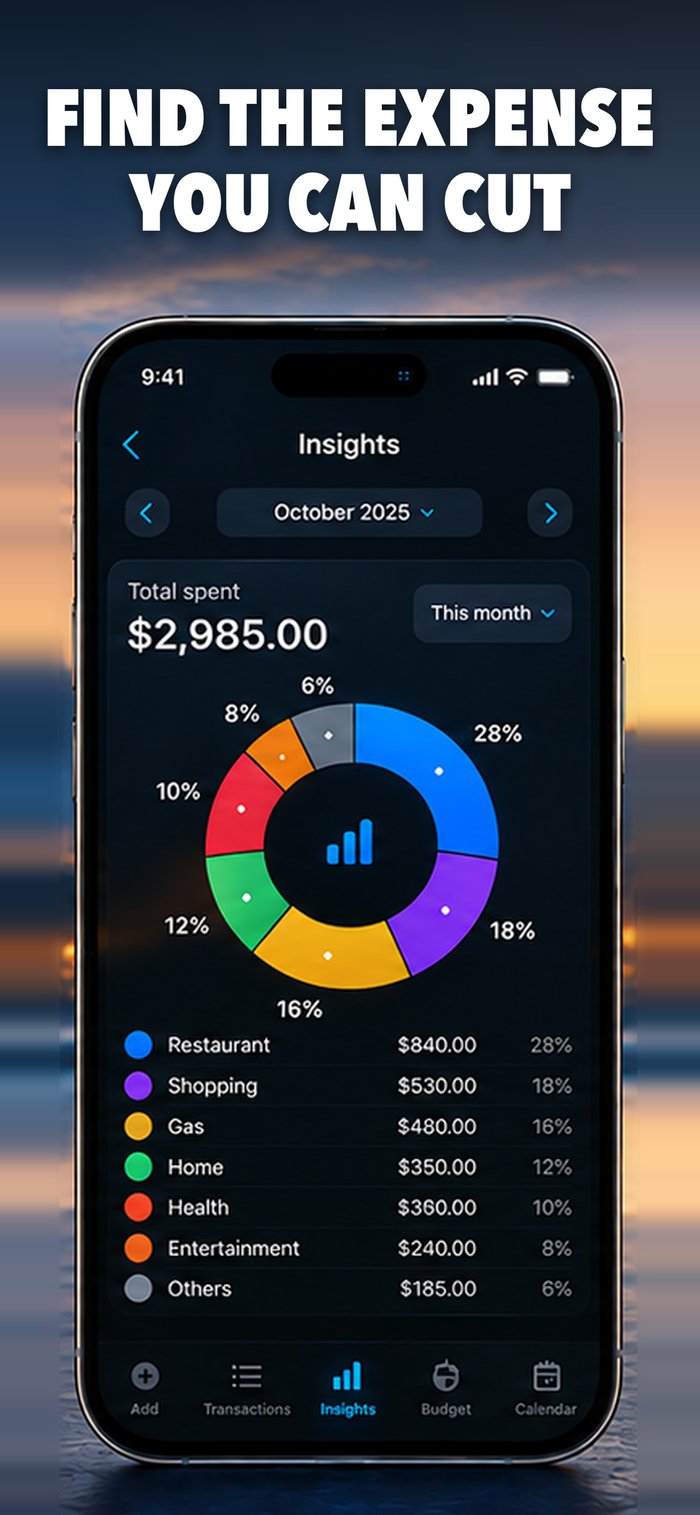 FIND THE EXPENSE
YOU CAN CUT
9:41
Insights
October 2025
Total spent
$2,985.00
This month
6%
8%
28%
10%
12%
18%
16%
Restaurant $840.00 28%
Shopping $530.00 18%
Gas $480.00 16%
Home $350.00 12%
Health $360.00 10%
Entertainment $240.00 8%
Others $185.00 6%
Add Transactions Insights Budget Calendar